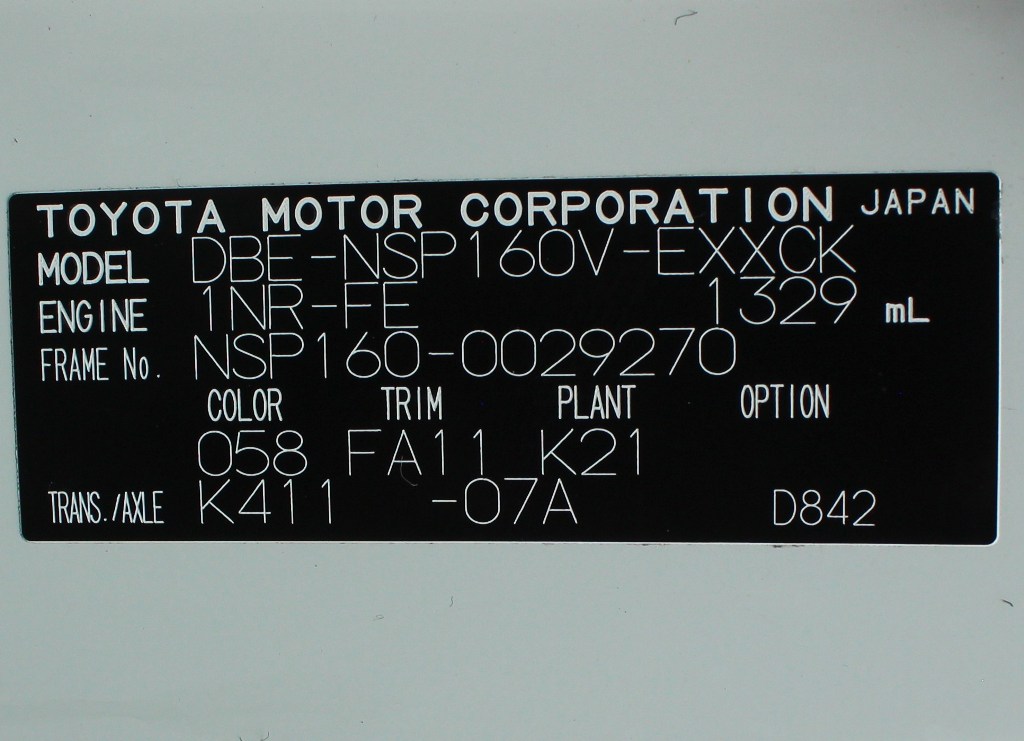 TOYOTA MOTOR CORPORATION JAPAN
MODEL DBE-NSP160V-EXXCK
ENGINE 1NR-FE 1329 mL
FRAME No. NSP160-0029270
COLOR TRIM PLANT OPTION
058 FA11 K21
TRANS./AXLE K411 -07A D842